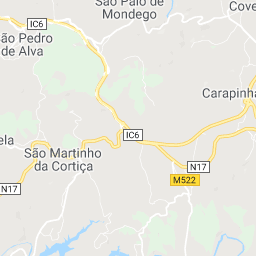 São Paio de
Mondego
Cove
IC6
São Pedro
de Alva
Carapinha
IC6
ela
São Martinho
da Cortiça
N17
M522
N17